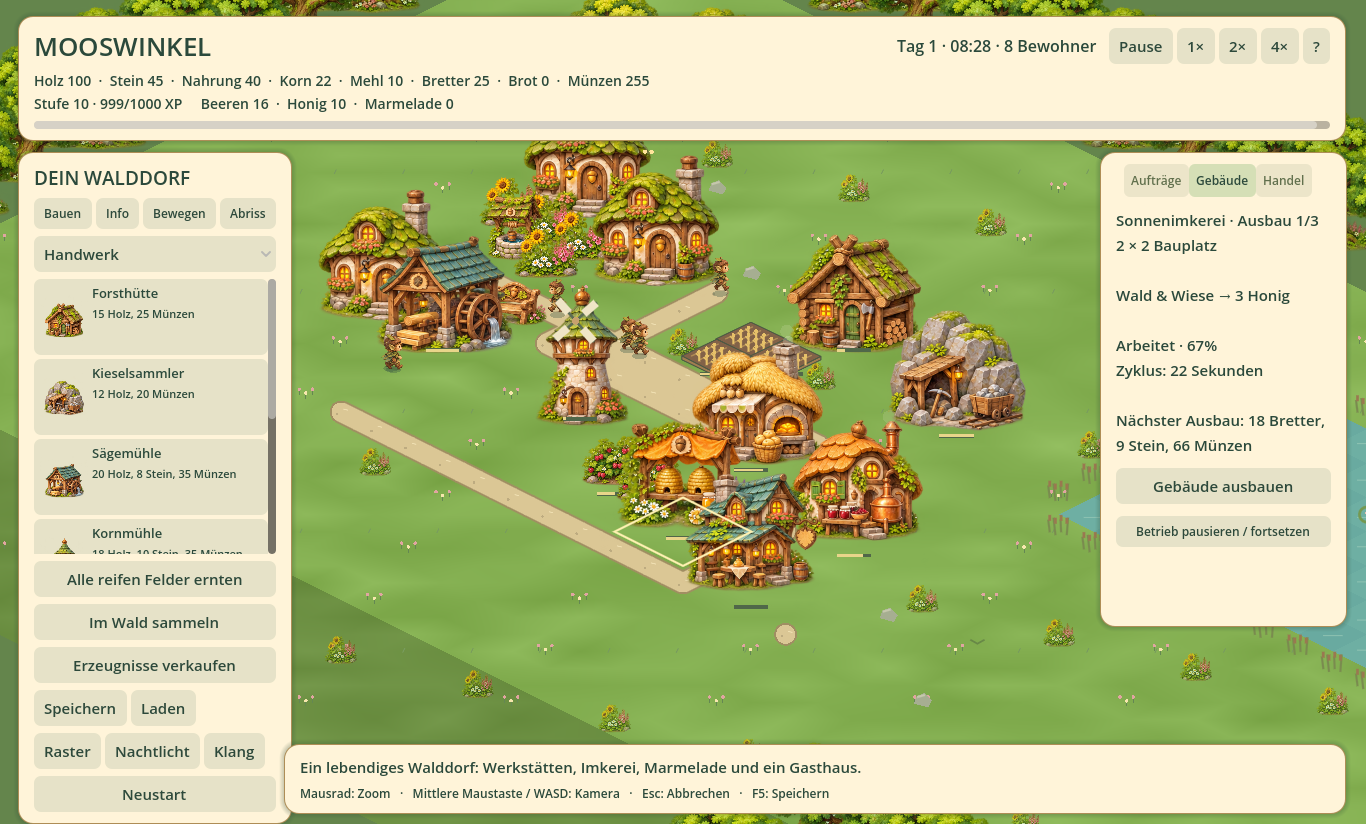 MOOSWINKEL
Tag 1 · 08:28 · 8 Bewohner
Pause
1×
2×
4×
?
Holz 100 · Stein 45 · Nahrung 40 · Korn 22 · Mehl 10 · Bretter 25 · Brot 0 · Münzen 255
Stufe 10 · 999/1000 XP Beeren 16 · Honig 10 · Marmelade 0
DEIN WALDDORF
Bauen
Info
Bewegen
Abriss
Handwerk
Forsthütte
15 Holz, 25 Münzen
Kieselsammler
12 Holz, 20 Münzen
Sägemühle
20 Holz, 8 Stein, 35 Münzen
Kornmühle
18 Holz, 10 Stein, 35 Münzen
Alle reifen Felder ernten
Im Wald sammeln
Erzeugnisse verkaufen
Speichern
Laden
Raster
Nachtlicht
Klang
Neustart
Aufträge
Gebäude
Handel
Sonnenimkerei · Ausbau 1/3
2 × 2 Bauplatz
Wald & Wiese → 3 Honig
Arbeitet · 67%
Zyklus: 22 Sekunden
Nächster Ausbau: 18 Bretter,
9 Stein, 66 Münzen
Gebäude ausbauen
Betrieb pausieren / fortsetzen
Ein lebendiges Walddorf: Werkstätten, Imkerei, Marmelade und ein Gasthaus.
Mausrad: Zoom · Mittlere Maustaste / WASD: Kamera · Esc: Abbrechen · F5: Speichern